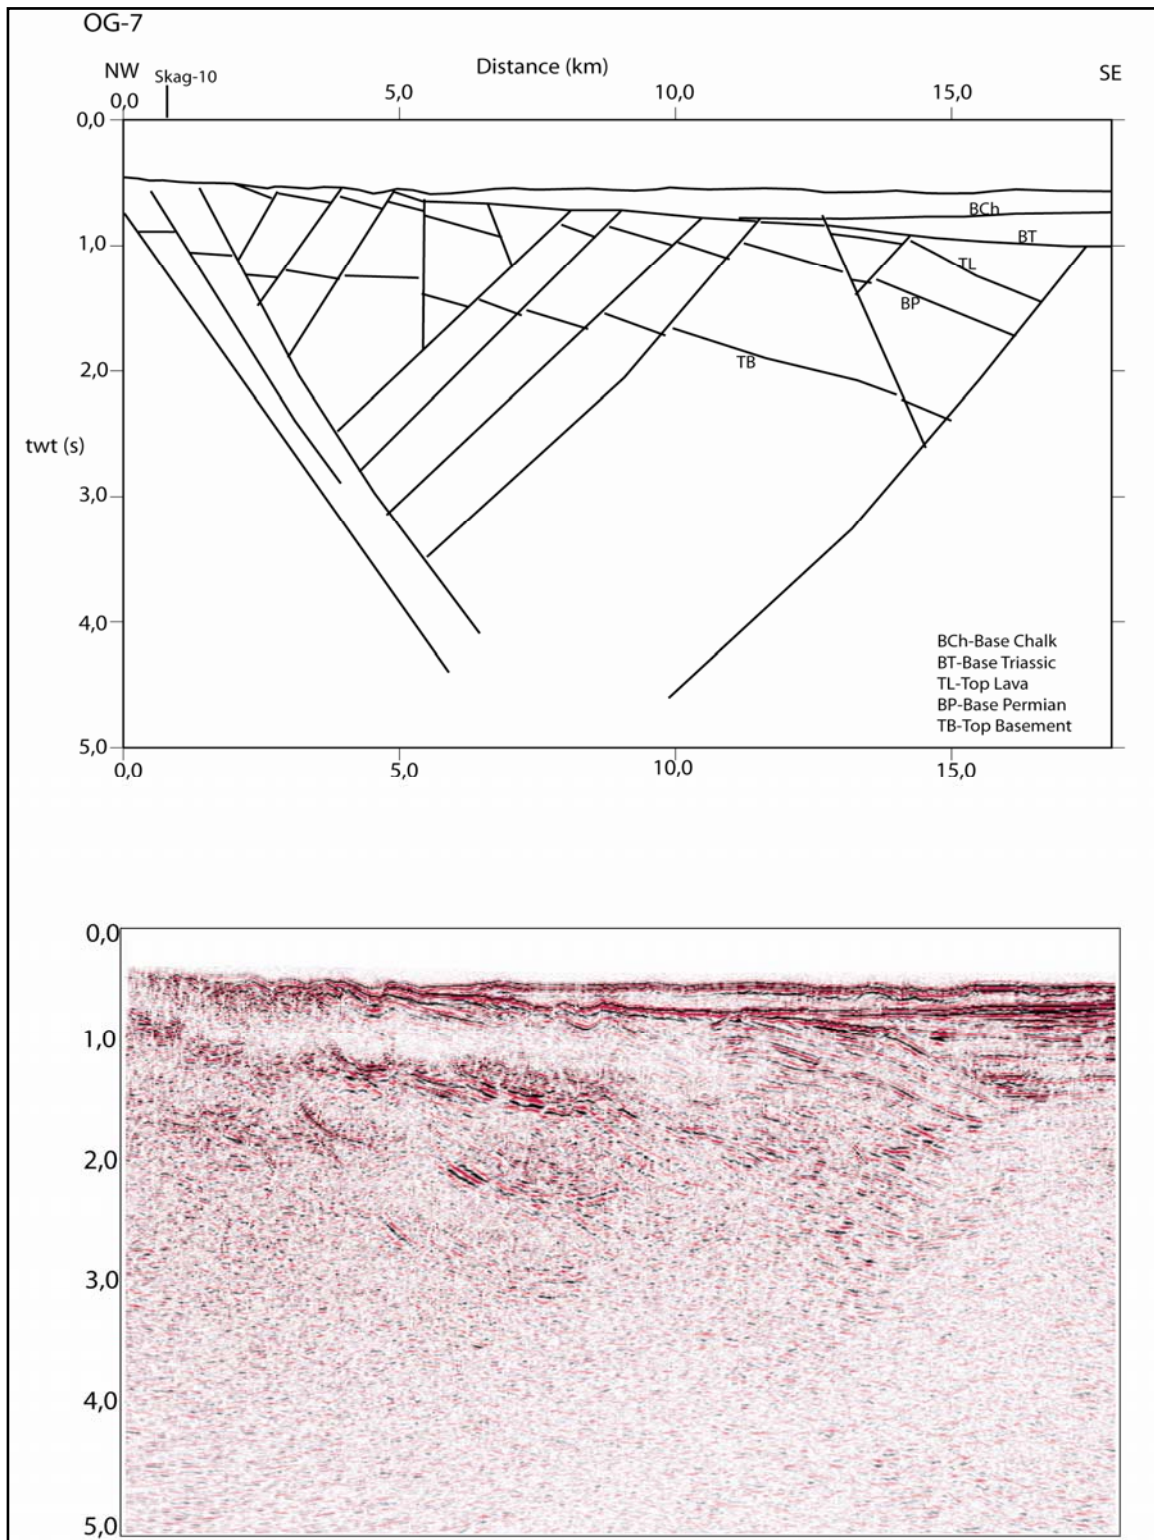 OG-7
Distance (km)
NW
Skag-10
SE
0,0
5,0
10,0
15,0
0,0
BCh
BT
1,0
TL
BP
TB
2,0
twt (s)
3,0
4,0
BCh-Base Chalk
BT-Base Triassic
TL-Top Lava
BP-Base Permian
TB-Top Basement
5,0
0,0
5,0
10,0
15,0
0,0
1,0
2,0
3,0
4,0
5,0